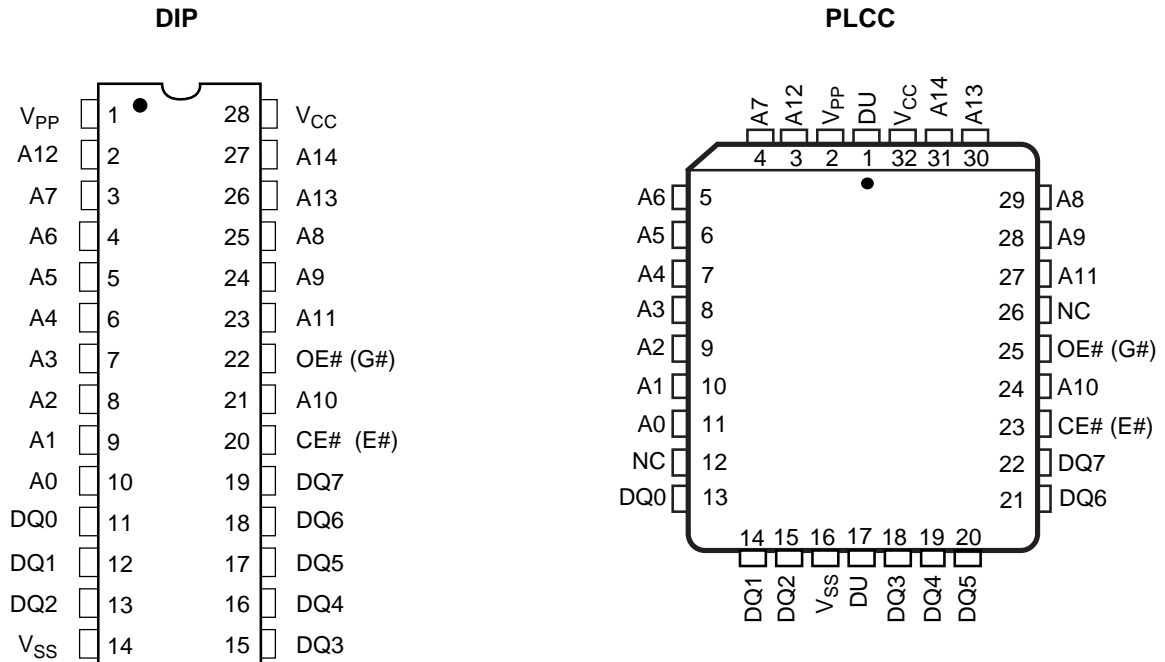 DIP
V_PP 1 28 V_CC
A12 2 27 A14
A7 3 26 A13
A6 4 25 A8
A5 5 24 A9
A4 6 23 A11
A3 7 22 OE# (G#)
A2 8 21 A10
A1 9 20 CE# (E#)
A0 10 19 DQ7
DQ0 11 18 DQ6
DQ1 12 17 DQ5
DQ2 13 16 DQ4
V_SS 14 15 DQ3
PLCC
A7 A12 V_PP DU V_CC A14 A13
4 3 2 1 32 31 30
A6 5 29 A8
A5 6 28 A9
A4 7 27 A11
A3 8 26 NC
A2 9 25 OE# (G#)
A1 10 24 A10
A0 11 23 CE# (E#)
NC 12 22 DQ7
DQ0 13 21 DQ6
14 15 16 17 18 19 20
DQ1 DQ2 V_SS DU DQ3 DQ4 DQ5